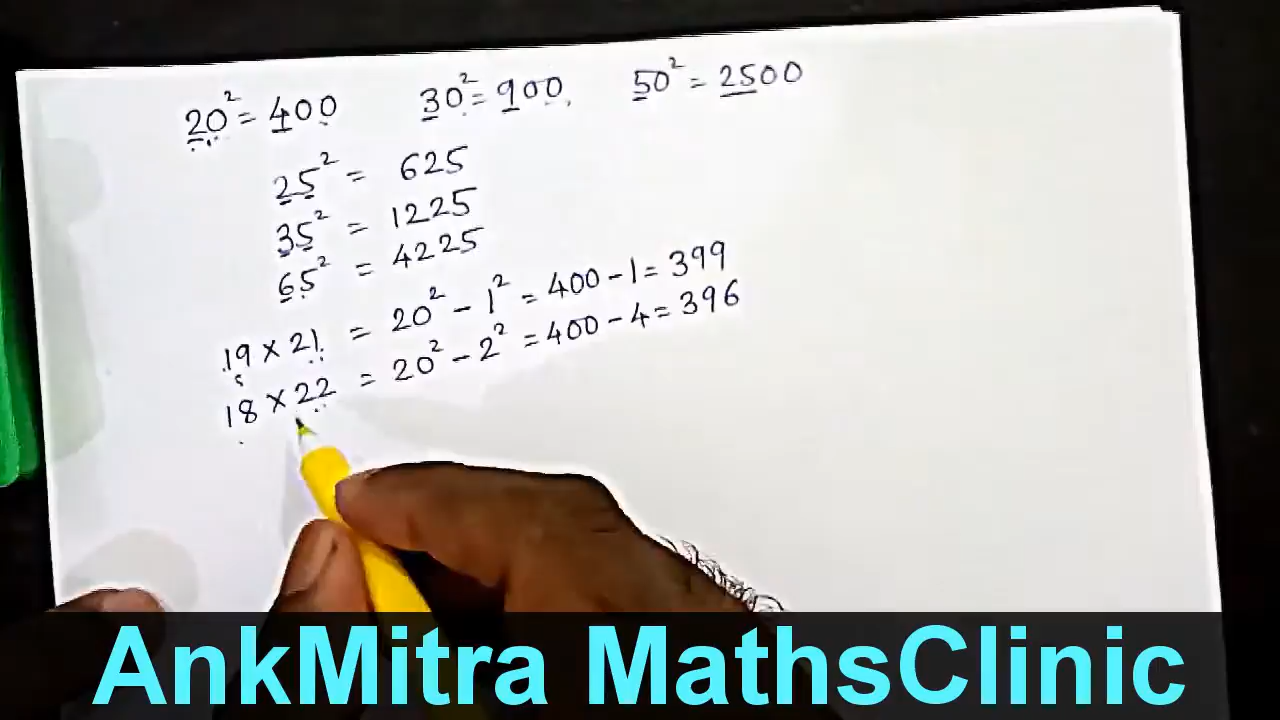 20² = 400 30² = 900, 50² = 2500
25² = 625
35² = 1225
65² = 4225
19 × 21 = 20² - 1² = 400 - 1 = 399
18 × 22 = 20² - 2² = 400 - 4 = 396
AnkMitra MathsClinic